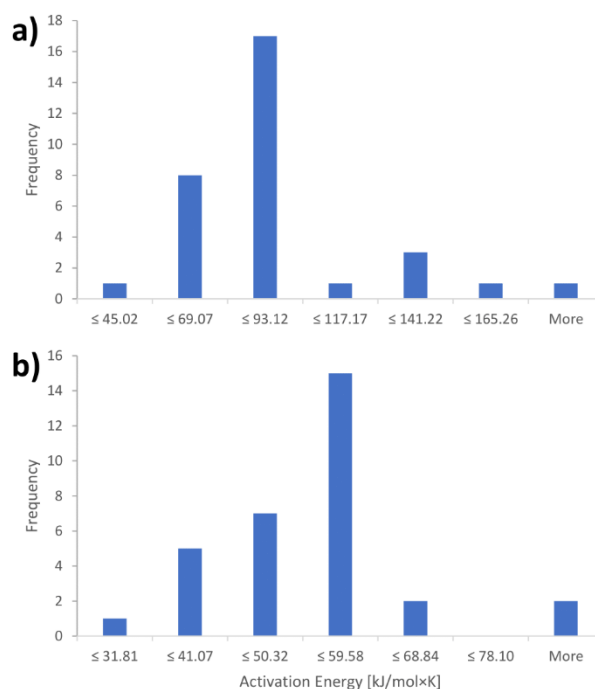 a)
18
16
14
12
10
8
6
4
2
0
Frequency
≤ 45.02 ≤ 69.07 ≤ 93.12 ≤ 117.17 ≤ 141.22 ≤ 165.26 More
b)
16
14
12
10
8
6
4
2
0
Frequency
≤ 31.81 ≤ 41.07 ≤ 50.32 ≤ 59.58 ≤ 68.84 ≤ 78.10 More
Activation Energy [kJ/mol×K]